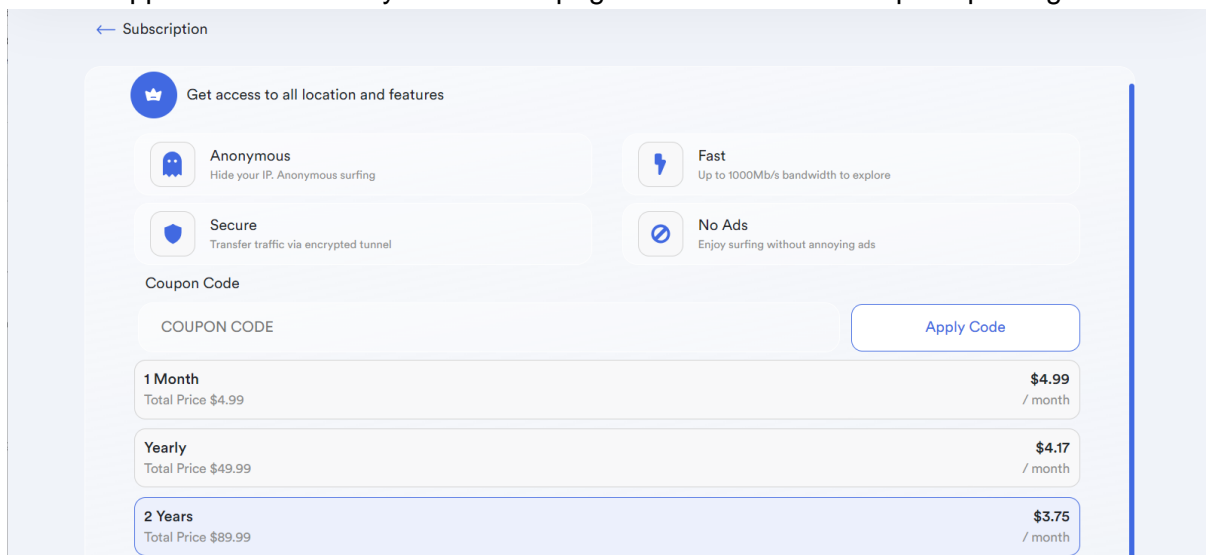 ← Subscription
Get access to all location and features
Anonymous
Hide your IP. Anonymous surfing
Fast
Up to 1000Mb/s bandwidth to explore
Secure
Transfer traffic via encrypted tunnel
No Ads
Enjoy surfing without annoying ads
Coupon Code
COUPON CODE
Apply Code
1 Month $4.99
Total Price $4.99 / month
Yearly $4.17
Total Price $49.99 / month
2 Years $3.75
Total Price $89.99 / month